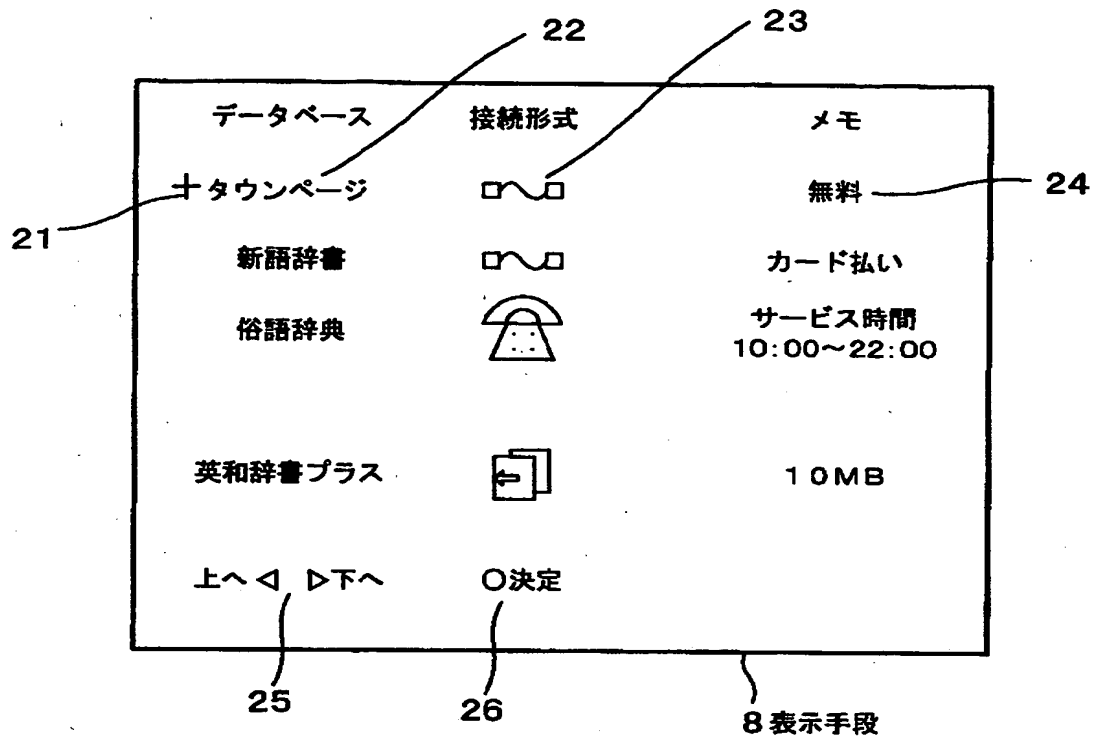 22
23
データベース 接続形式 メモ
タウンページ 無料
24
21
新語辞書 カード払い
俗語辞典 サービス時間
10:00～22:00
英和辞書プラス 10MB
上へ◁ ▷下へ ○決定
25
26
8 表示手段